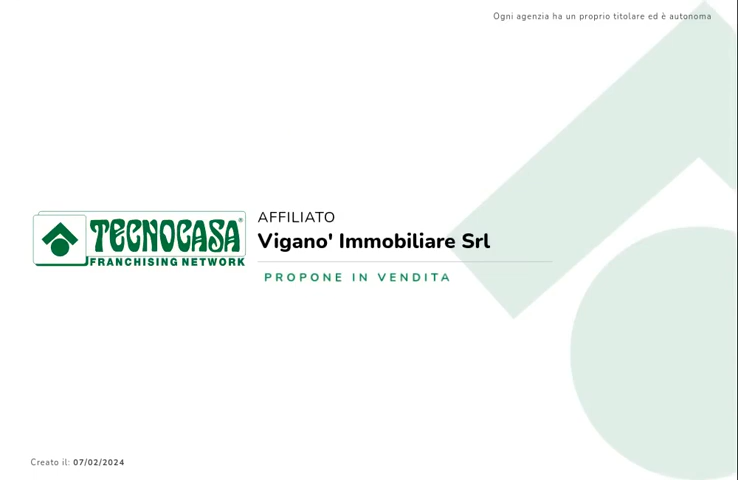 Ogni agenzia ha un proprio titolare ed è autonoma
AFFILIATO
TECNOCASA®
Vigano' Immobiliare Srl
FRANCHISING NETWORK
PROPONE IN VENDITA
Creato il: 07/02/2024